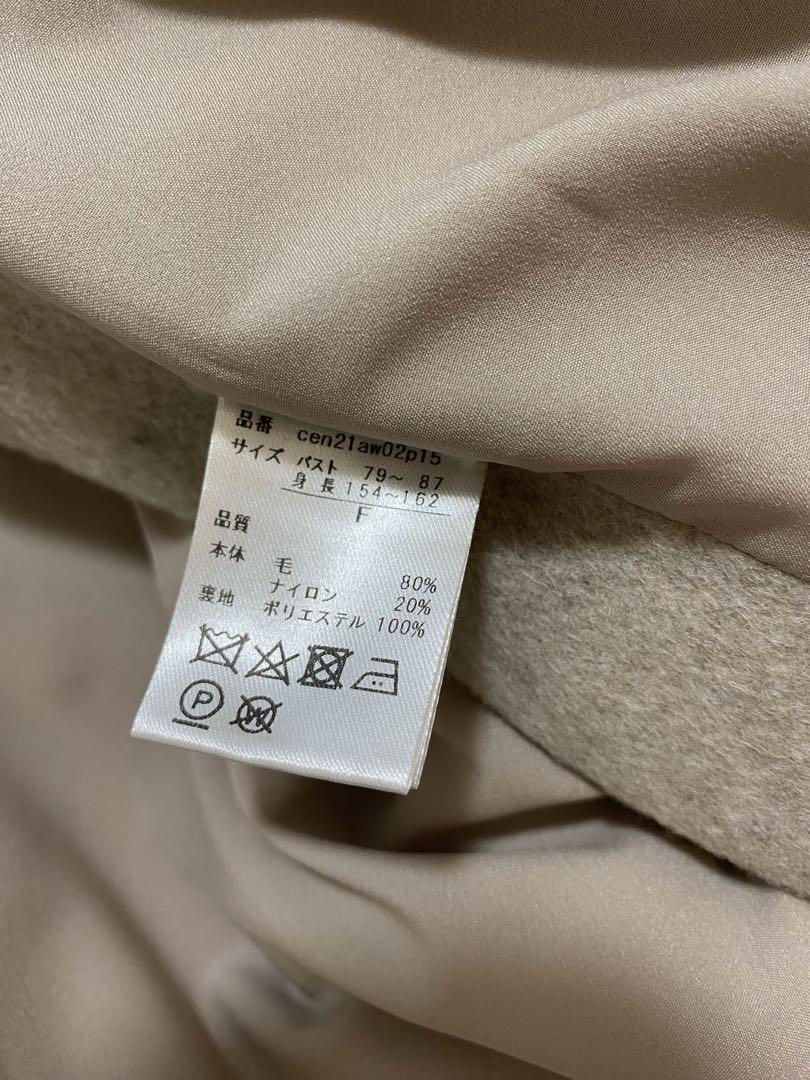 品番 cen21aw02p15
サイズ バスト 79～ 87
身長 154～162
F
品質
本体 毛 80%
ナイロン 20%
裏地 ポリエステル 100%
P
W